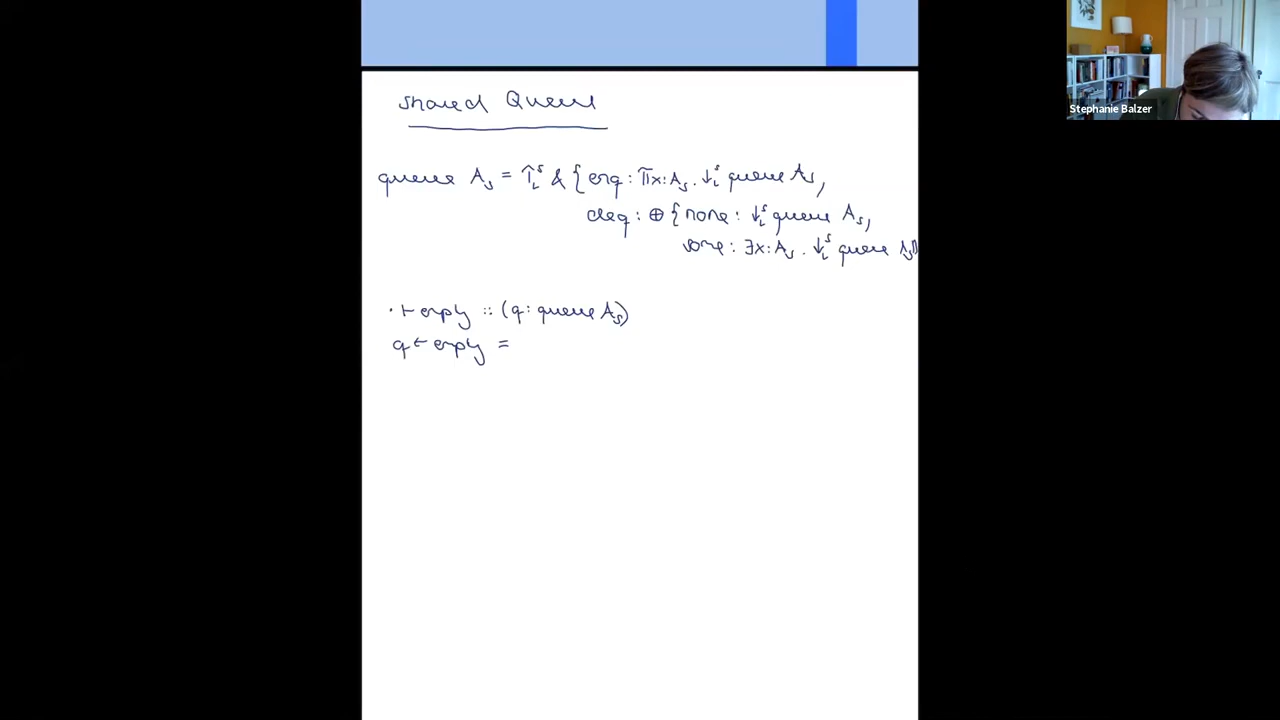 shared Queue
queue A_S = ↑_L^S &{enq: Πx:A_S. ↓_L^S queue A_S,
deq: ⊕{none: ↓_L^S queue A_S,
some: ∃x:A_S. ↓_L^S queue A_S}}
· ⊢ empty :: (q: queue A_S)
q ← empty =
Stephanie Balzer